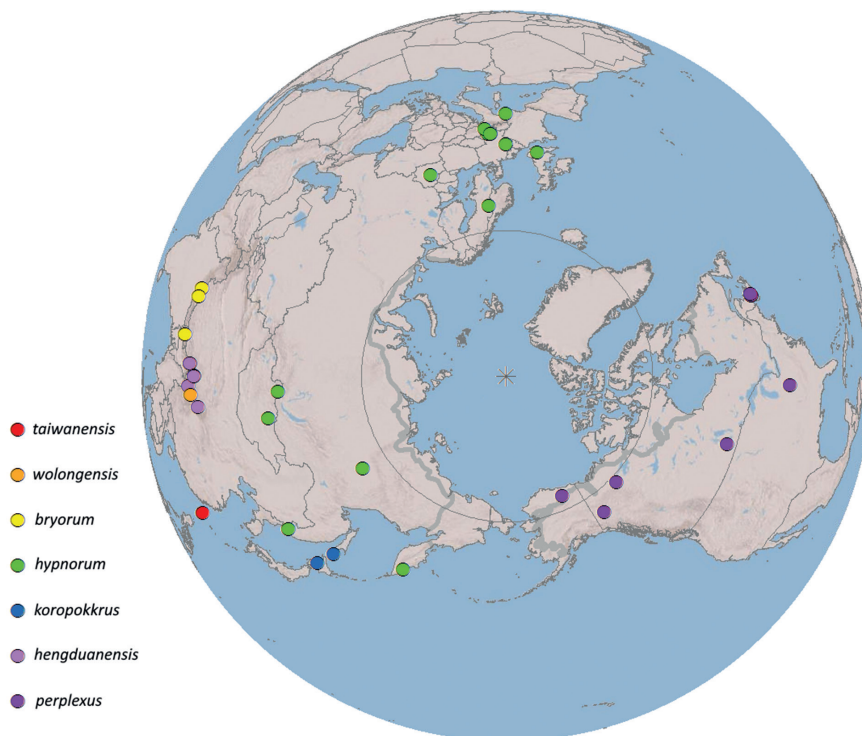 taiwanensis
wolongensis
bryorum
hypnorum
koropokkrus
hengduanensis
perplexus